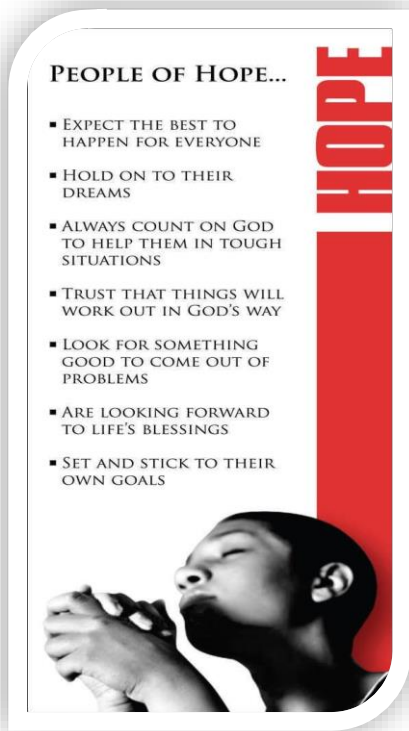 PEOPLE OF HOPE...
HOPE
▪ EXPECT THE BEST TO
HAPPEN FOR EVERYONE
▪ HOLD ON TO THEIR
DREAMS
▪ ALWAYS COUNT ON GOD
TO HELP THEM IN TOUGH
SITUATIONS
▪ TRUST THAT THINGS WILL
WORK OUT IN GOD'S WAY
▪ LOOK FOR SOMETHING
GOOD TO COME OUT OF
PROBLEMS
▪ ARE LOOKING FORWARD
TO LIFE'S BLESSINGS
▪ SET AND STICK TO THEIR
OWN GOALS